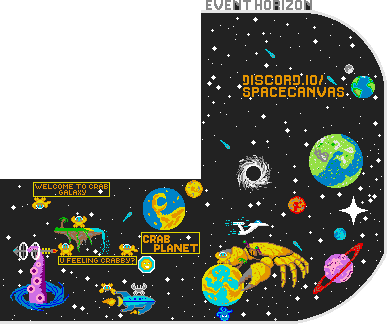 EVENT HORIZON
DISCORD.IO/
SPACECANVAS
WELCOME TO CRAB
GALAXY
CRAB
PLANET
U FEELING CRABBY?